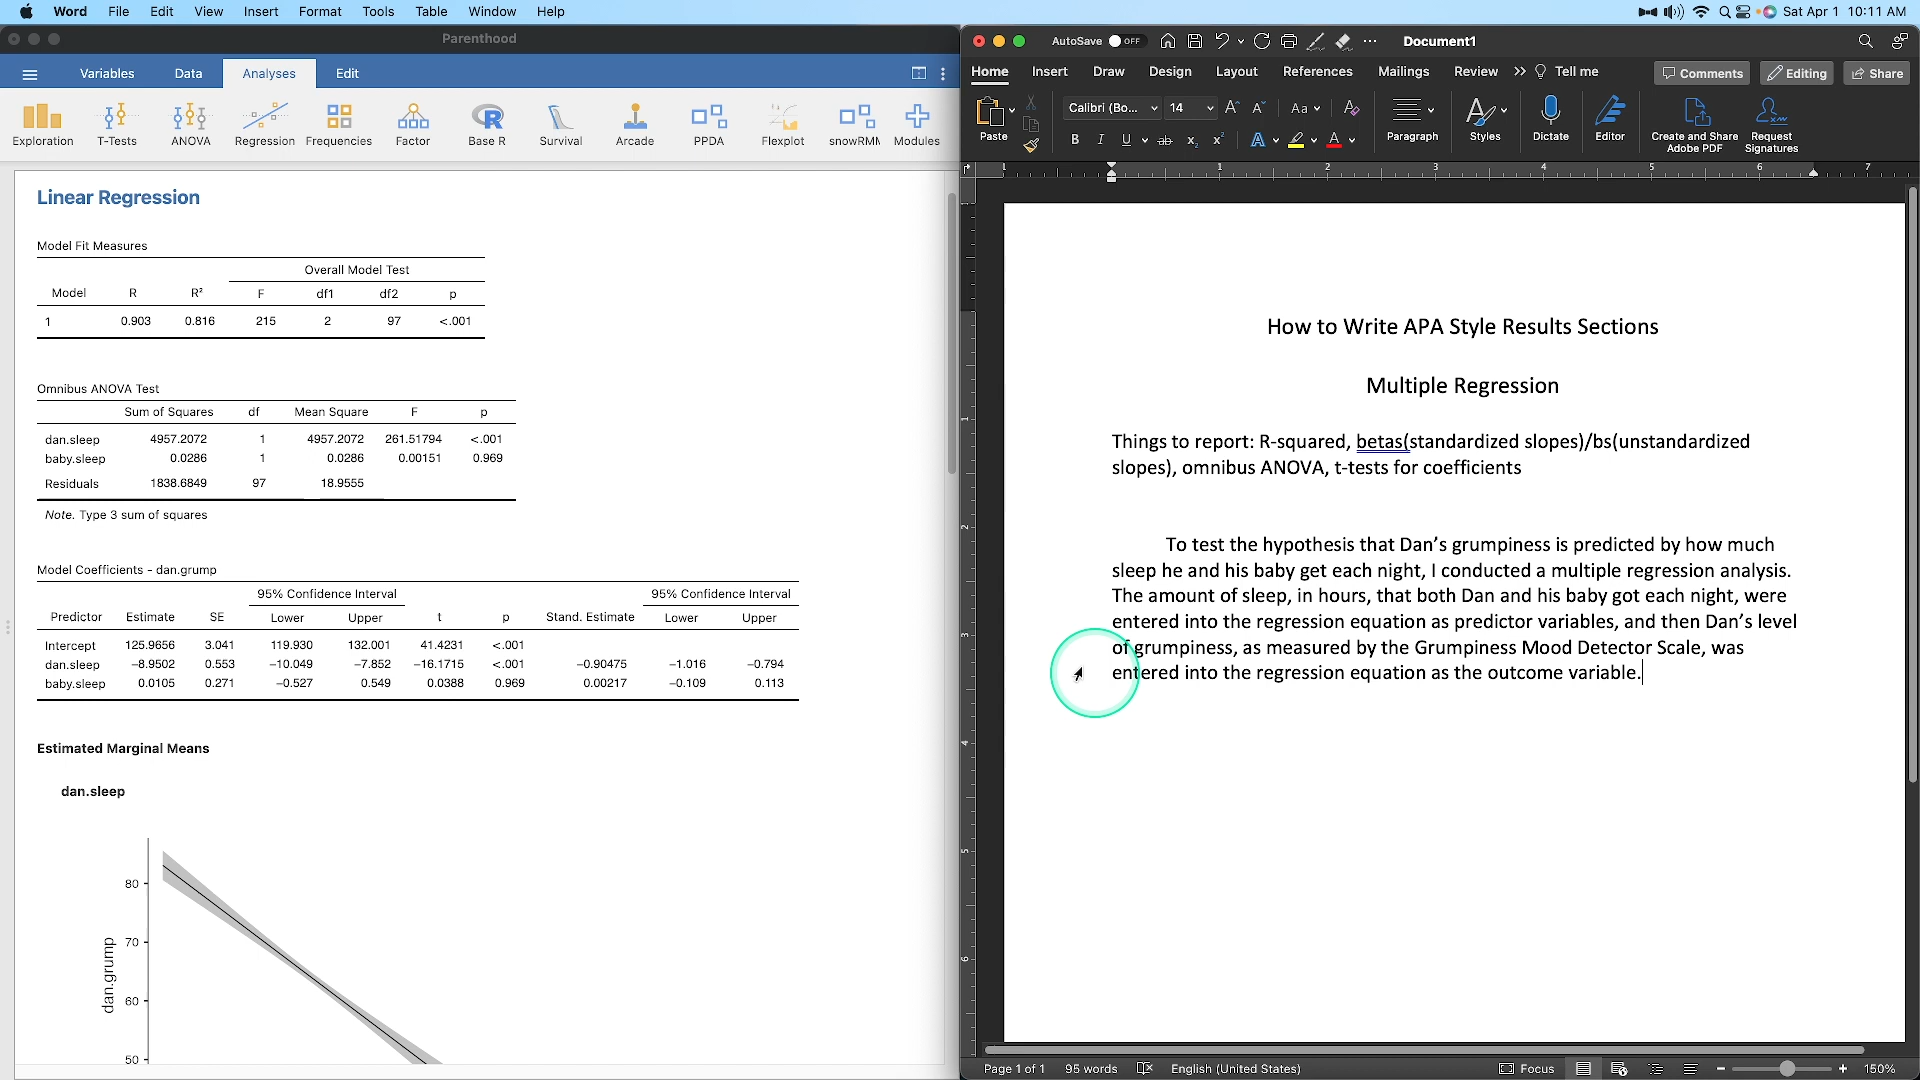 Word File Edit View Insert Format Tools Table Window Help Sat Apr 1 10:11 AM
Parenthood
Variables Data Analyses Edit
Exploration T-Tests ANOVA Regression Frequencies Factor Base R Survival Arcade PPDA Flexplot snowRMM Modules
Linear Regression
Model Fit Measures
Overall Model Test
Model R R² F df1 df2 p
1 0.903 0.816 215 2 97 <.001
Omnibus ANOVA Test
Sum of Squares df Mean Square F p
dan.sleep 4957.2072 1 4957.2072 261.51794 <.001
baby.sleep 0.0286 1 0.0286 0.00151 0.969
Residuals 1838.6849 97 18.9555
Note. Type 3 sum of squares
Model Coefficients - dan.grump
95% Confidence Interval 95% Confidence Interval
Predictor Estimate SE Lower Upper t p Stand. Estimate Lower Upper
Intercept 125.9656 3.041 119.930 132.001 41.4231 <.001
dan.sleep −8.9502 0.553 −10.049 −7.852 −16.1715 <.001 −0.90475 −1.016 −0.794
baby.sleep 0.0105 0.271 −0.527 0.549 0.0388 0.969 0.00217 −0.109 0.113
Estimated Marginal Means
dan.sleep
80
70
60
50
dan.grump
AutoSave OFF Document1
Home Insert Draw Design Layout References Mailings Review Tell me Comments Editing Share
Paste Calibri (Bo... 14 Paragraph Styles Dictate Editor Create and Share Adobe PDF Request Signatures
1 1 2 3 4 5 6 7
1
2
3
4
5
6
How to Write APA Style Results Sections
Multiple Regression
Things to report: R-squared, betas(standardized slopes)/bs(unstandardized
slopes), omnibus ANOVA, t-tests for coefficients
To test the hypothesis that Dan’s grumpiness is predicted by how much
sleep he and his baby get each night, I conducted a multiple regression analysis.
The amount of sleep, in hours, that both Dan and his baby got each night, were
entered into the regression equation as predictor variables, and then Dan’s level
of grumpiness, as measured by the Grumpiness Mood Detector Scale, was
entered into the regression equation as the outcome variable.
Page 1 of 1 95 words English (United States) Focus 150%